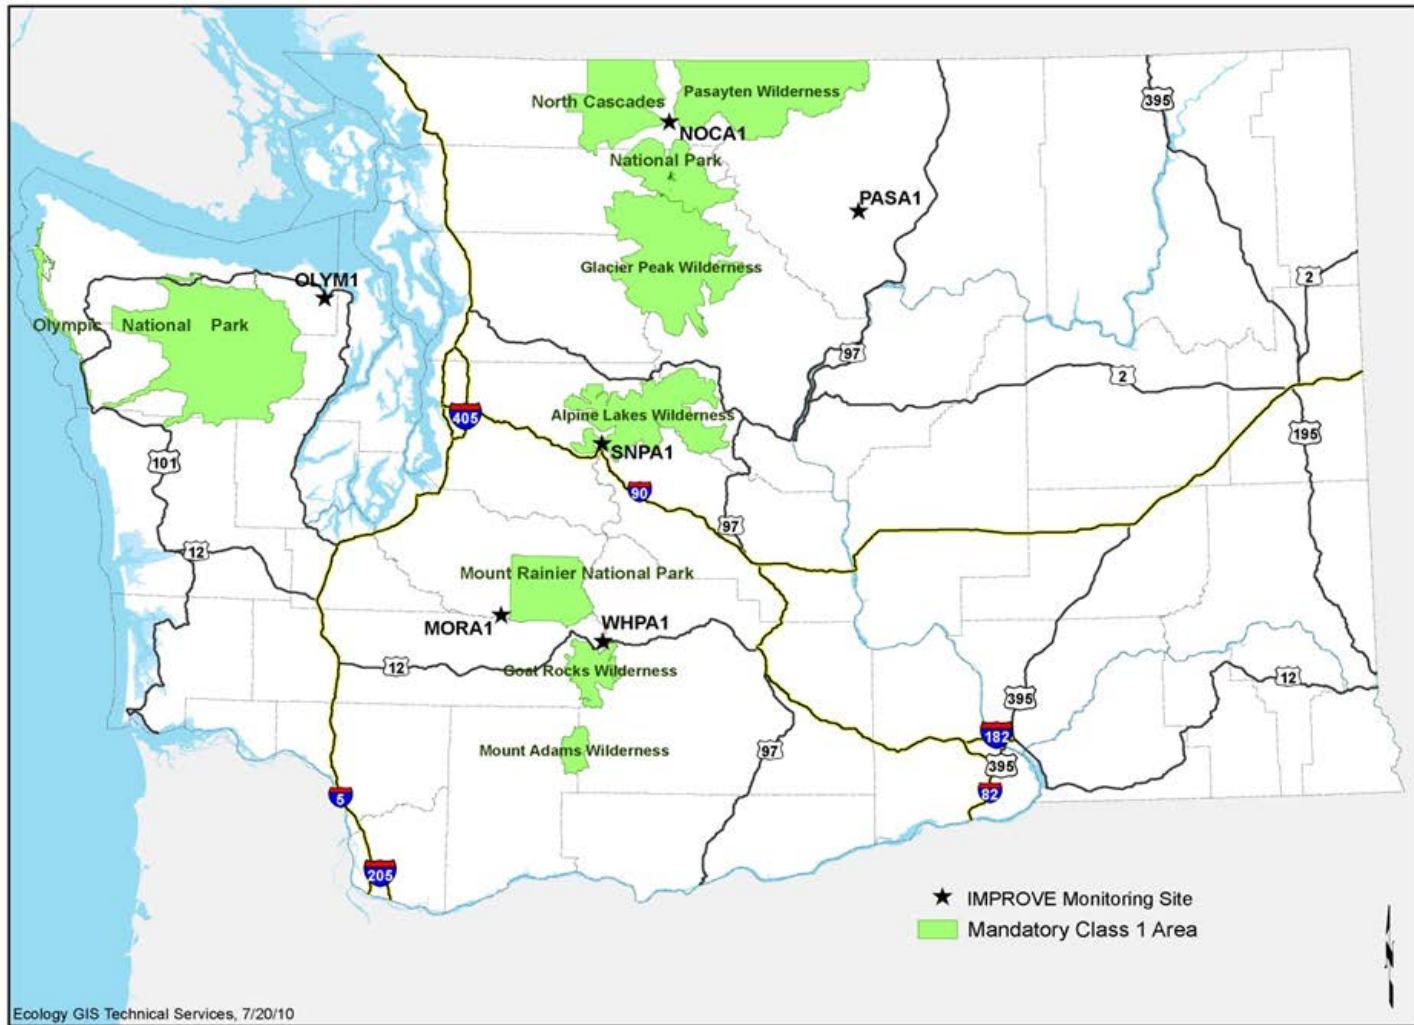 395
Pasayten Wilderness
North Cascades
NOCA1
National Park
PASA1
Glacier Peak Wilderness
2
OLYM1
Olympic National Park
97
2
405
Alpine Lakes Wilderness
SNPA1
195
101
90
97
12
Mount Rainier National Park
MORA1
WHPA1
12
Goat Rocks Wilderness
12
395
182
Mount Adams Wilderness
97
395
82
5
205
IMPROVE Monitoring Site
Mandatory Class 1 Area
Ecology GIS Technical Services, 7/20/10